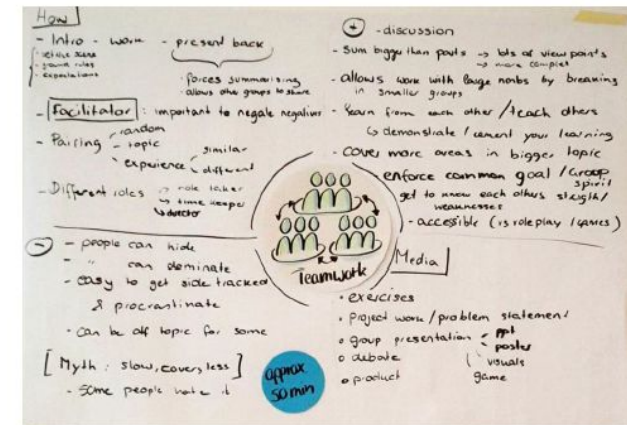 How
- Intro - work - present back
· setting scene
· ground rules
· expectations
· forces summarising
· allows other groups to share
- Facilitator : important to negate negatives
- Pairing
random
topic
experience
similar
different
- Different roles
role taker
time keeper
director
+ - discussion
- sum bigger than parts → lots of view points
→ more complex
- allows work with large numbs by breaking
in smaller groups
- learn from each other / teach others
↳ demonstrate / cement your learning
- cover more areas in bigger topic
enforce common goal / Group
spirit
get to know each others strength/
weaknesses
- accessible (vs roleplay / games)
Teamwork
- - people can hide
- " can dominate
- easy to get side tracked
& procrastinate
· can be off topic for some
[Myth : slow, covers less]
- some people hate it
approx
50 min
Media
· exercises
· project work / problem statement
o group presentation
ppt
poster
visuals
o debate
o product
game